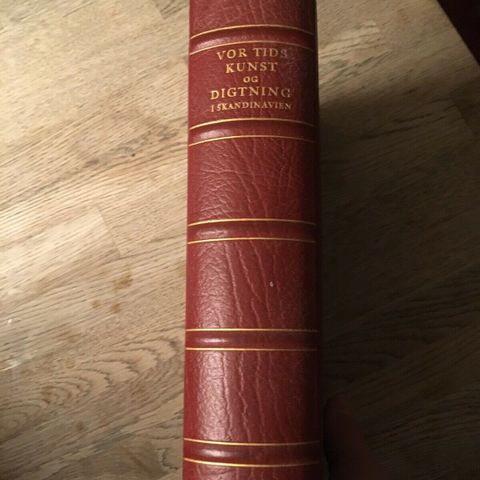 VOR TIDS
KUNST
OG
DIGTNING
I SKANDINAVIEN